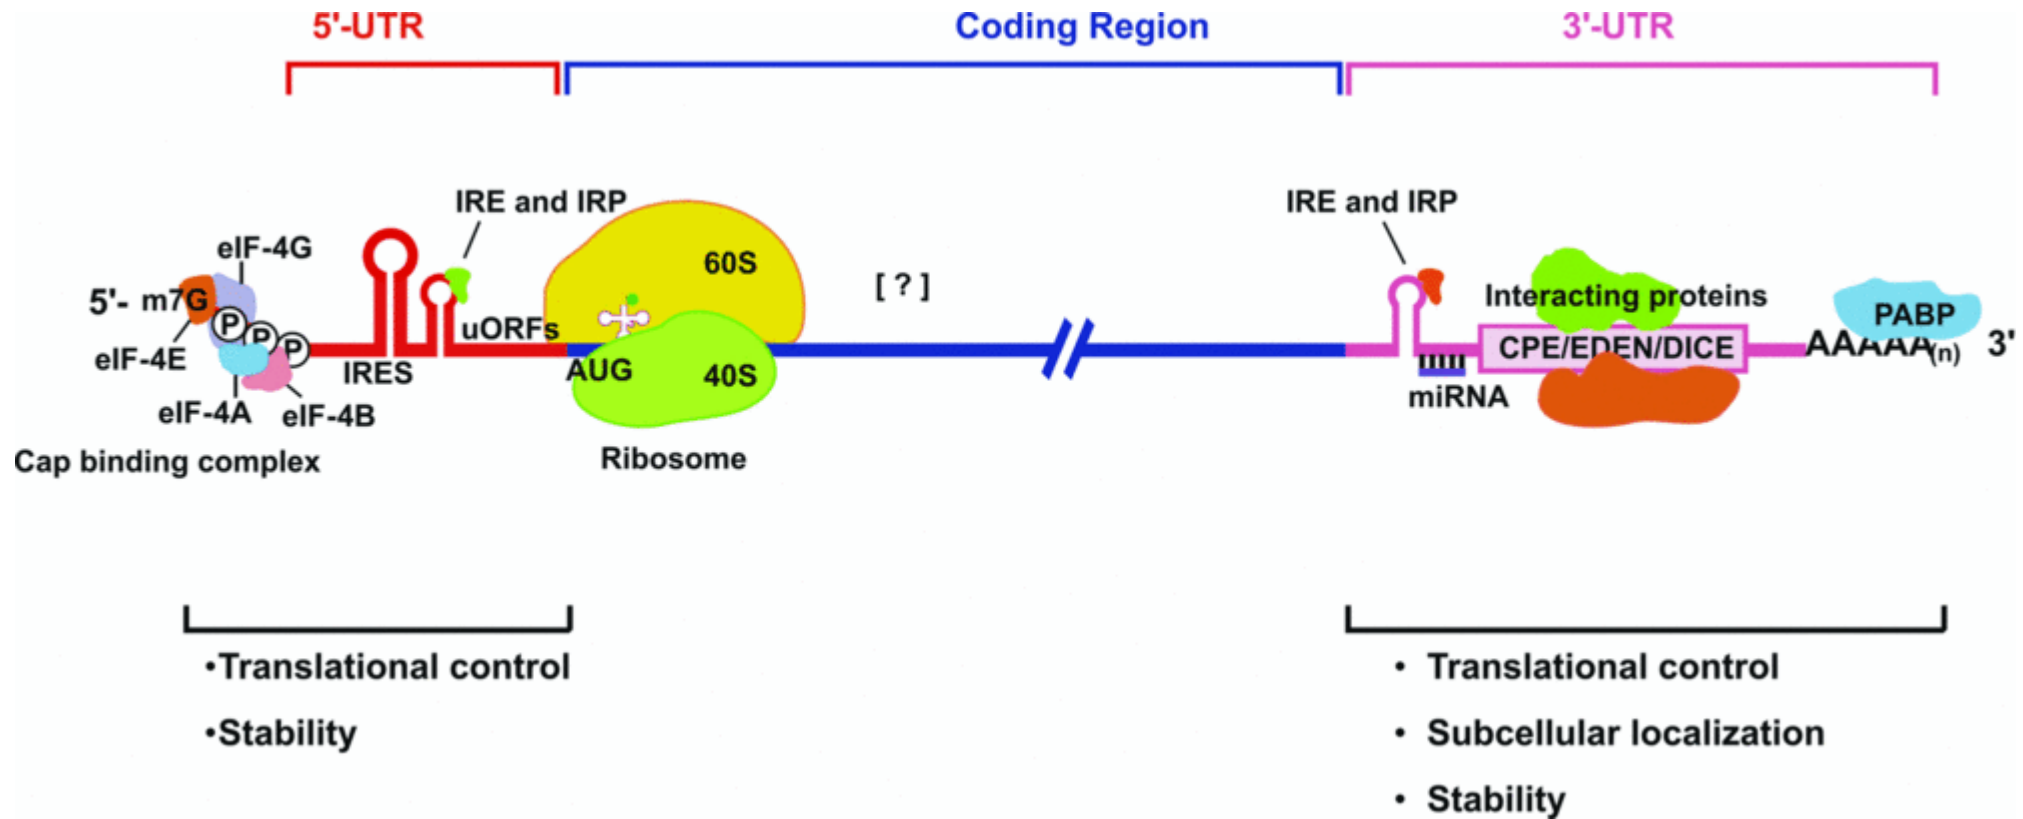 5'-UTR
Coding Region
3'-UTR
IRE and IRP
IRE and IRP
eIF-4G
60S
[ ? ]
5'- m7G
Interacting proteins
PABP
P
P
P
uORFs
eIF-4E
IRES
AUG
40S
CPE/EDEN/DICE
AAAAA(n) 3'
miRNA
eIF-4A
eIF-4B
Cap binding complex
Ribosome
•Translational control
•Stability
• Translational control
• Subcellular localization
• Stability